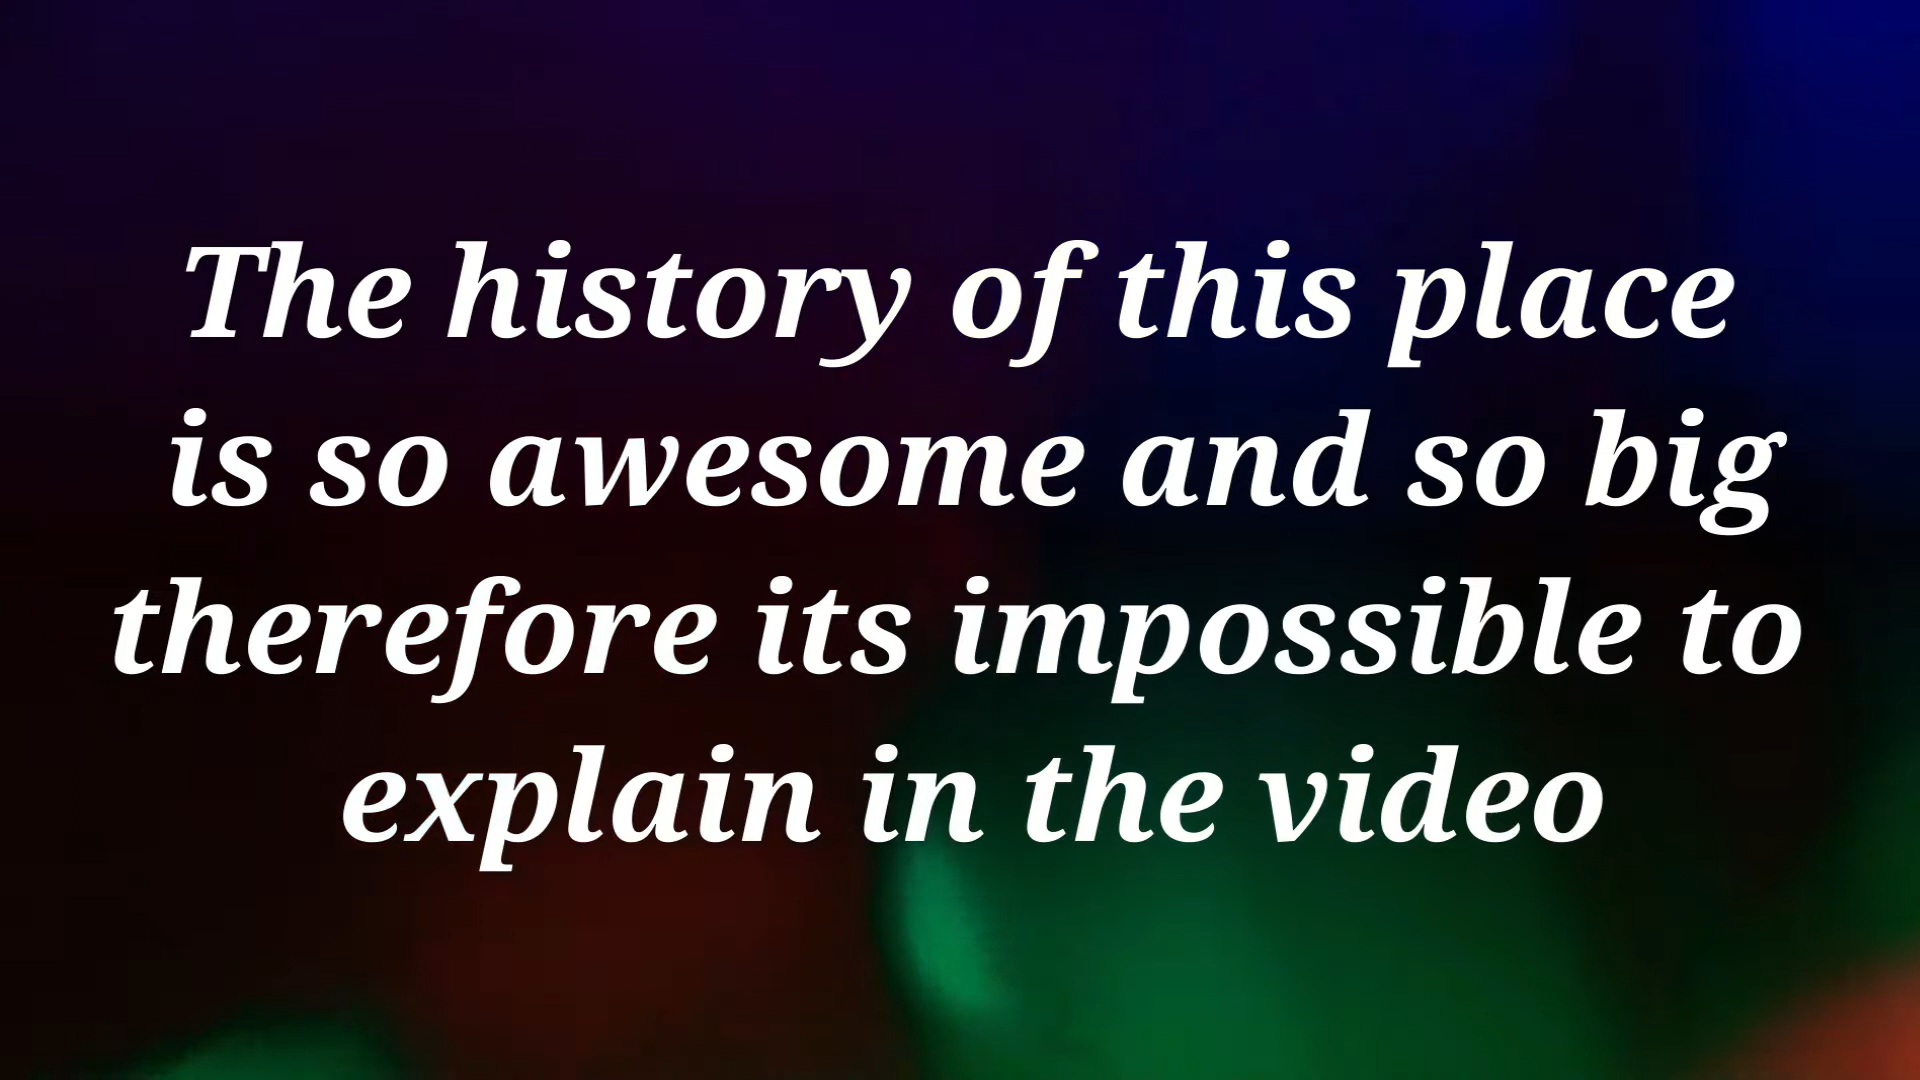 The history of this place
is so awesome and so big
therefore its impossible to
explain in the video